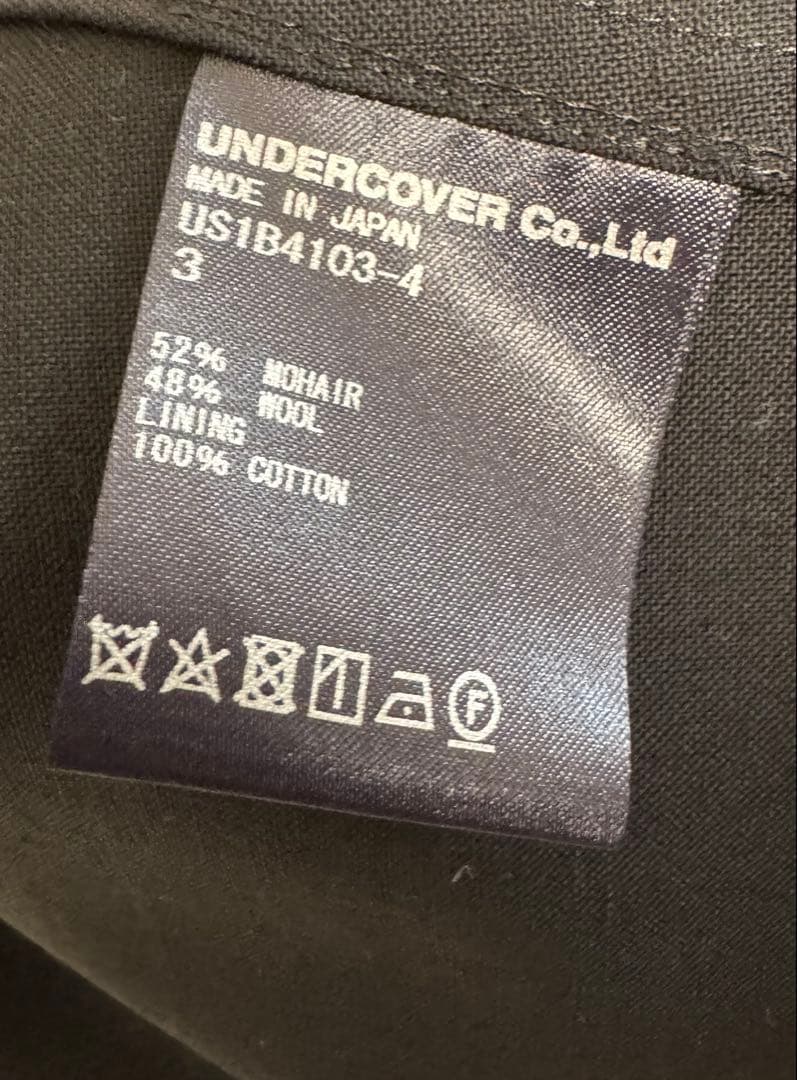 UNDERCOVER Co.,Ltd
MADE IN JAPAN
US1B4103-4
3
52% MOHAIR
48% WOOL
LINING
100% COTTON
F